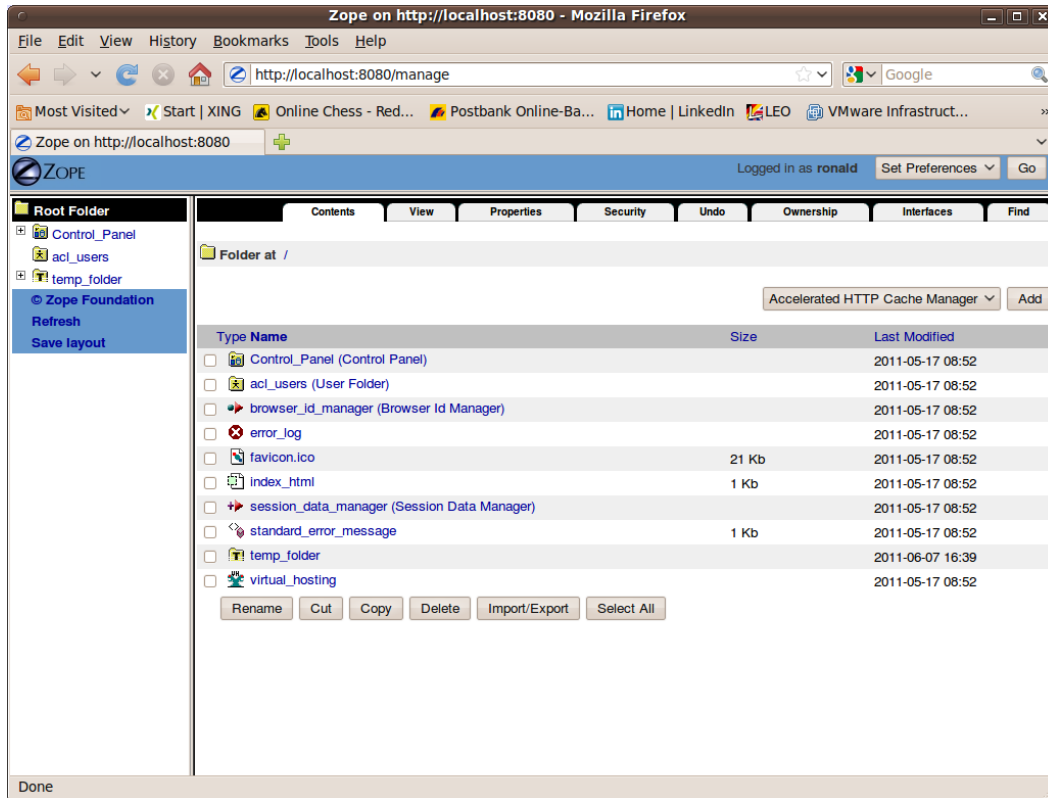 Zope on http://localhost:8080 - Mozilla Firefox
File Edit View History Bookmarks Tools Help
http://localhost:8080/manage Google
Most Visited Start | XING Online Chess - Red... Postbank Online-Ba... Home | LinkedIn LEO VMware Infrastruct... »
Zope on http://localhost:8080
ZOPE Logged in as ronald Set Preferences Go
Root Folder
Control_Panel
acl_users
temp_folder
© Zope Foundation
Refresh
Save layout
Contents View Properties Security Undo Ownership Interfaces Find
Folder at /
Accelerated HTTP Cache Manager Add
Type Name Size Last Modified
Control_Panel (Control Panel) 2011-05-17 08:52
acl_users (User Folder) 2011-05-17 08:52
browser_id_manager (Browser Id Manager) 2011-05-17 08:52
error_log 2011-05-17 08:52
favicon.ico 21 Kb 2011-05-17 08:52
index_html 1 Kb 2011-05-17 08:52
session_data_manager (Session Data Manager) 2011-05-17 08:52
standard_error_message 1 Kb 2011-05-17 08:52
temp_folder 2011-06-07 16:39
virtual_hosting 2011-05-17 08:52
Rename Cut Copy Delete Import/Export Select All
Done